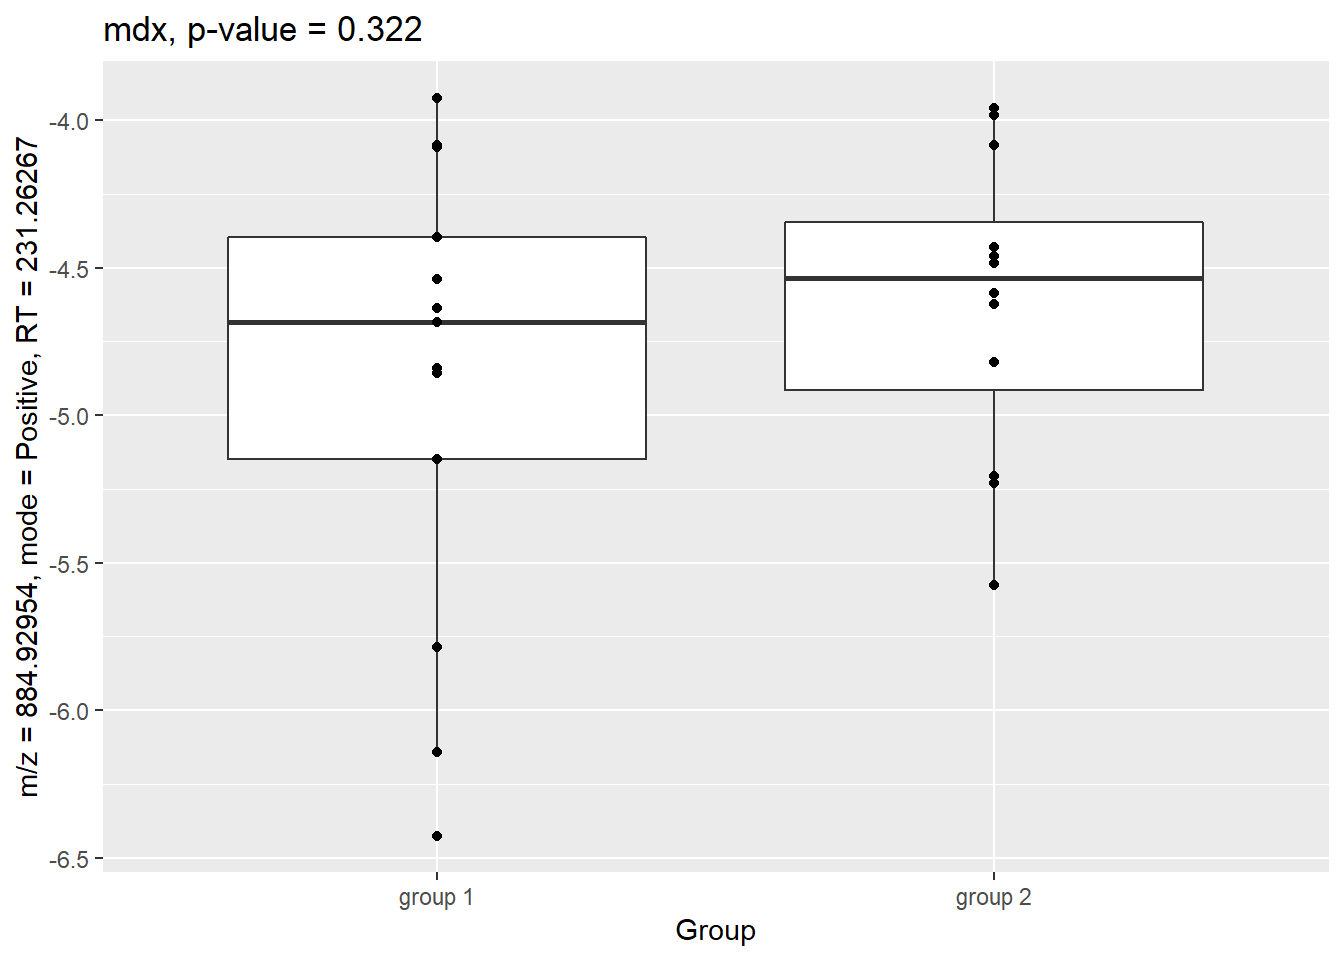 mdx, p-value = 0.322
m/z = 884.92954, mode = Positive, RT = 231.26267
-4.0
-4.5
-5.0
-5.5
-6.0
-6.5
group 1
group 2
Group